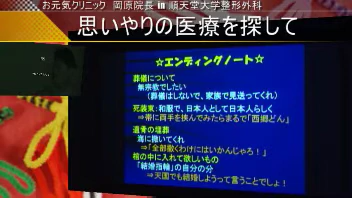 お元気クリニック 岡原院長 in 順天堂大学整形外科
思いやりの医療を探して
☆エンディングノート☆
葬儀について
無宗教でしたい
(葬儀はしないで、家族で見送ってくれ)
死装束:和服で、日本人として日本人らしく
⇒帯に両手を挟んでみたらまるで「西郷どん」
遺骨の埋葬
海に撒いてくれ
⇒「全部撒くわけにはいかんじゃろ!」
棺の中に入れて欲しいもの
「結婚指輪」の自分の分
⇒天国でも結婚しようって言うことでしょ!